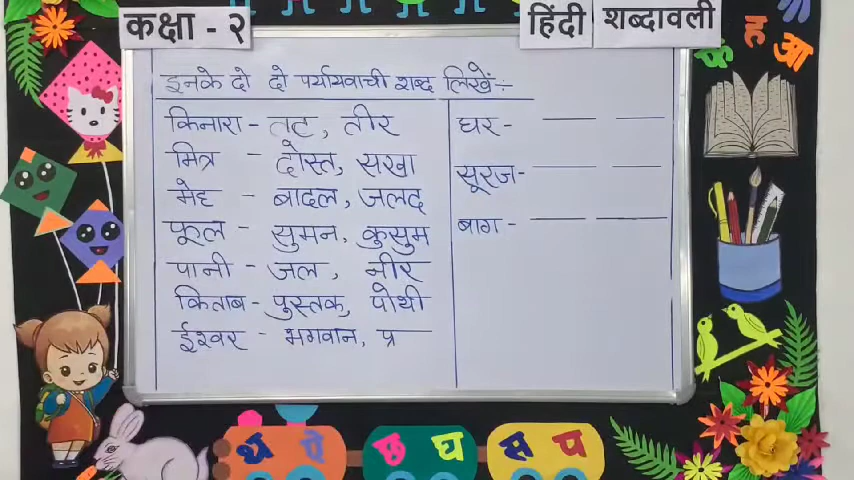 कक्षा - २
हिंदी शब्दावली
इनके दो दो पर्यायवाची शब्द लिखें :-
किनारा - तट, तीर
मित्र - दोस्त, सखा
मेघ - बादल, जलद
फूल - सुमन, कुसुम
पानी - जल, नीर
किताब - पुस्तक, पोथी
ईश्वर - भगवान, प्र
घर -
सूरज -
बाग -
ह
आ
थ ऐ छ घ स प